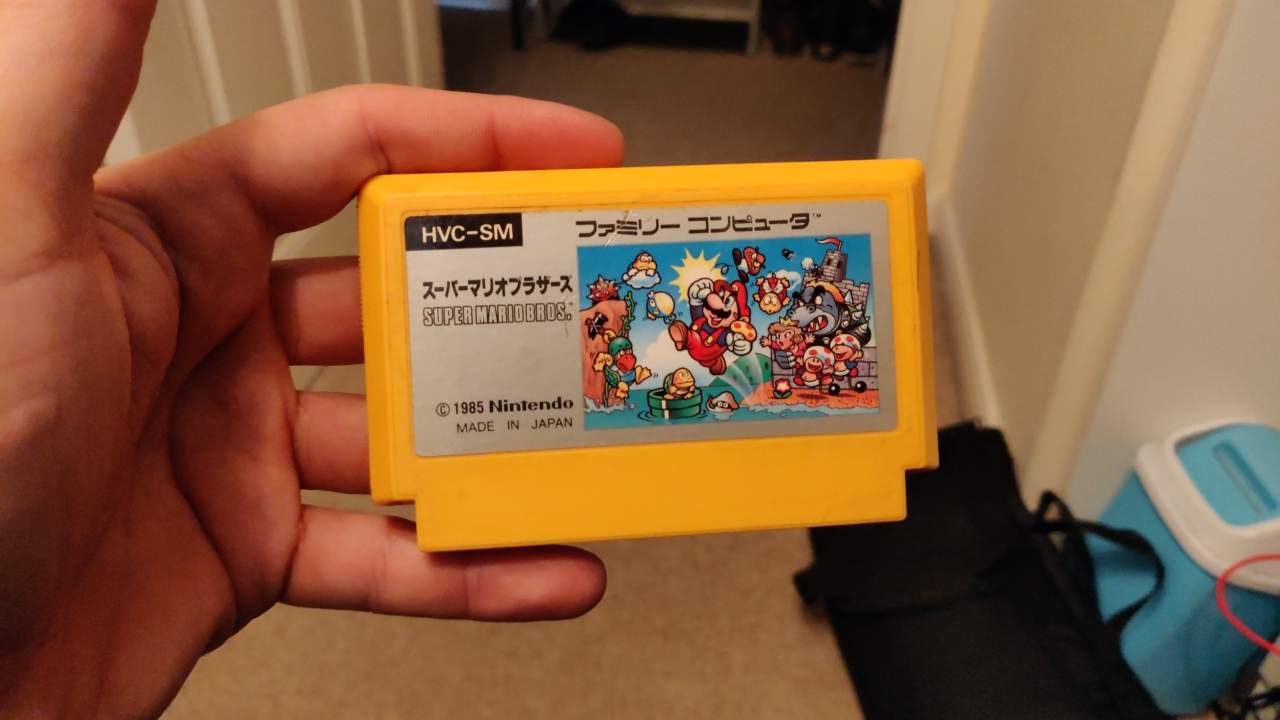 HVC-SM
ファミリー コンピュータ™
スーパーマリオブラザーズ
SUPER MARIO BROS.™
© 1985 Nintendo
MADE IN JAPAN